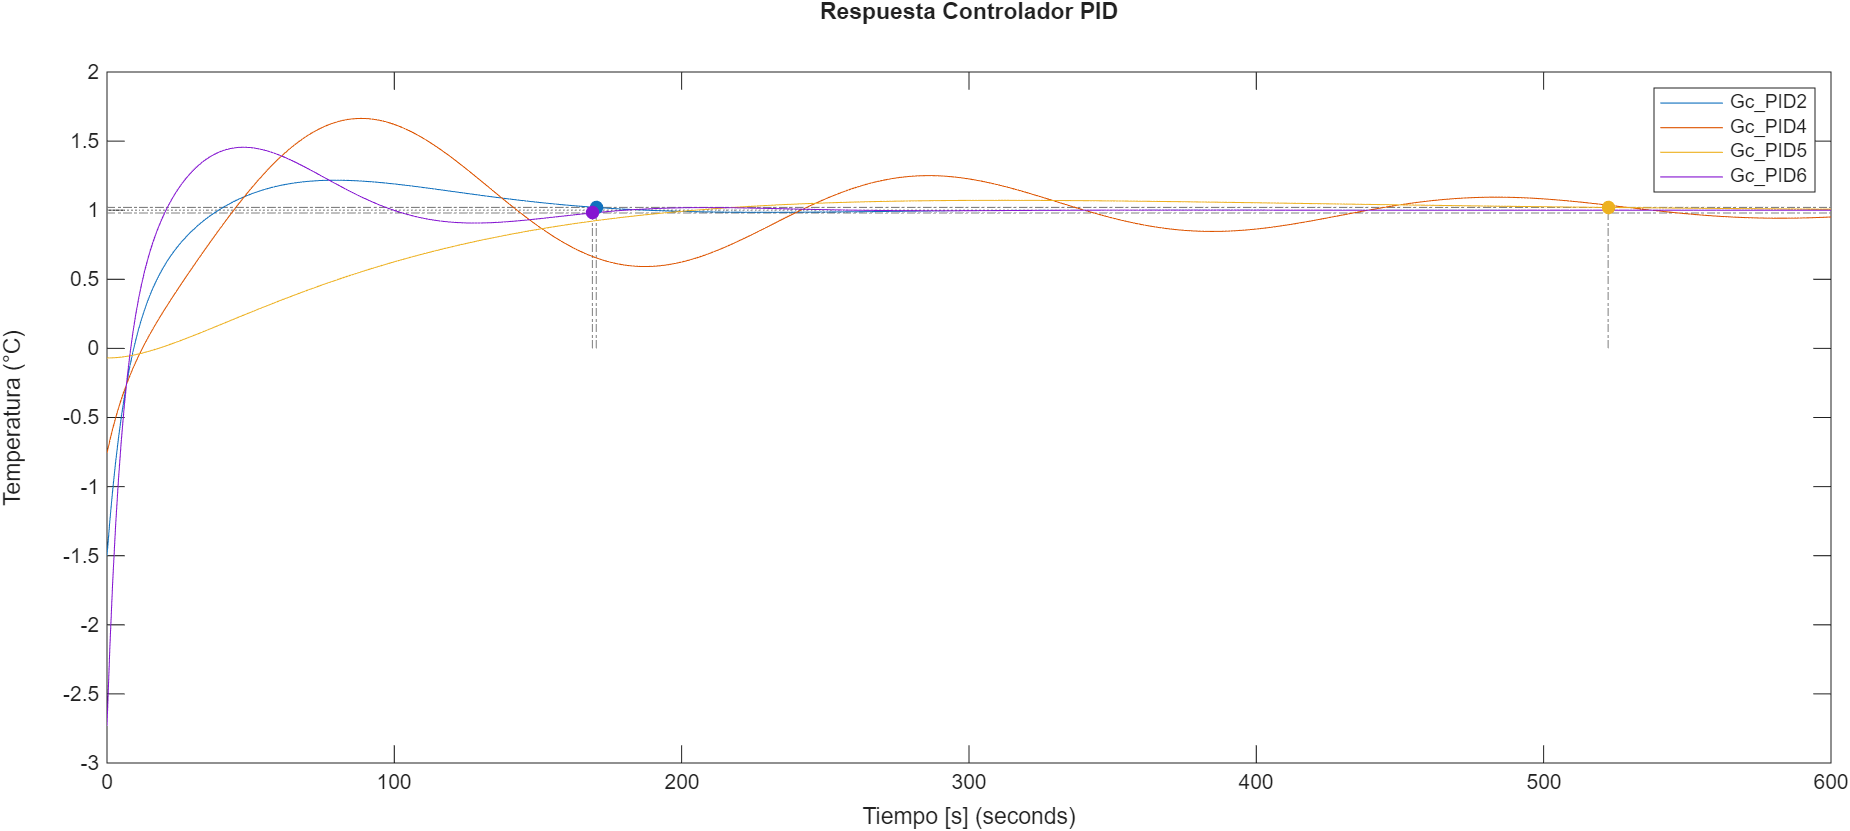 Respuesta Controlador PID
Temperatura (°C)
2
1.5
1
0.5
0
-0.5
-1
-1.5
-2
-2.5
-3
Gc_PID2
Gc_PID4
Gc_PID5
Gc_PID6
0 100 200 300 400 500 600
Tiempo [s] (seconds)